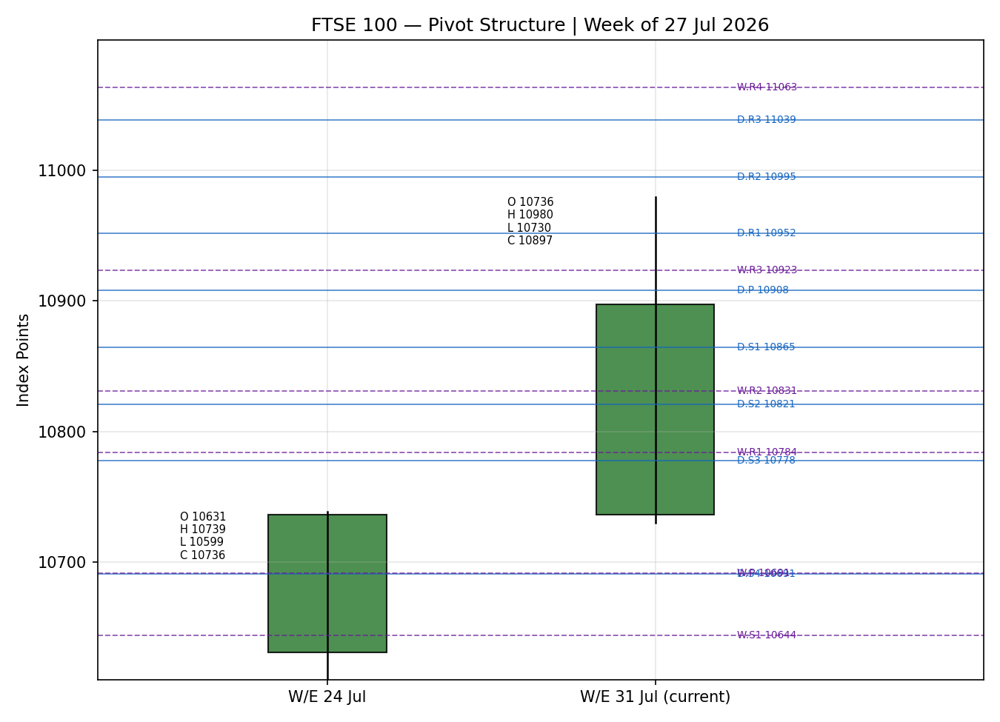 FTSE 100 — Pivot Structure | Week of 27 Jul 2026
Index Points
11000
10900
10800
10700
W.R4 11063
D.R3 11039
D.R2 10995
O 10736
H 10980
L 10730
C 10897
D.R1 10952
W.R3 10923
D.P 10908
D.S1 10865
W.R2 10831
D.S2 10821
W.R1 10784
D.S3 10778
O 10631
H 10739
L 10599
C 10736
W.P 10691
W.S1 10644
W/E 24 Jul
W/E 31 Jul (current)